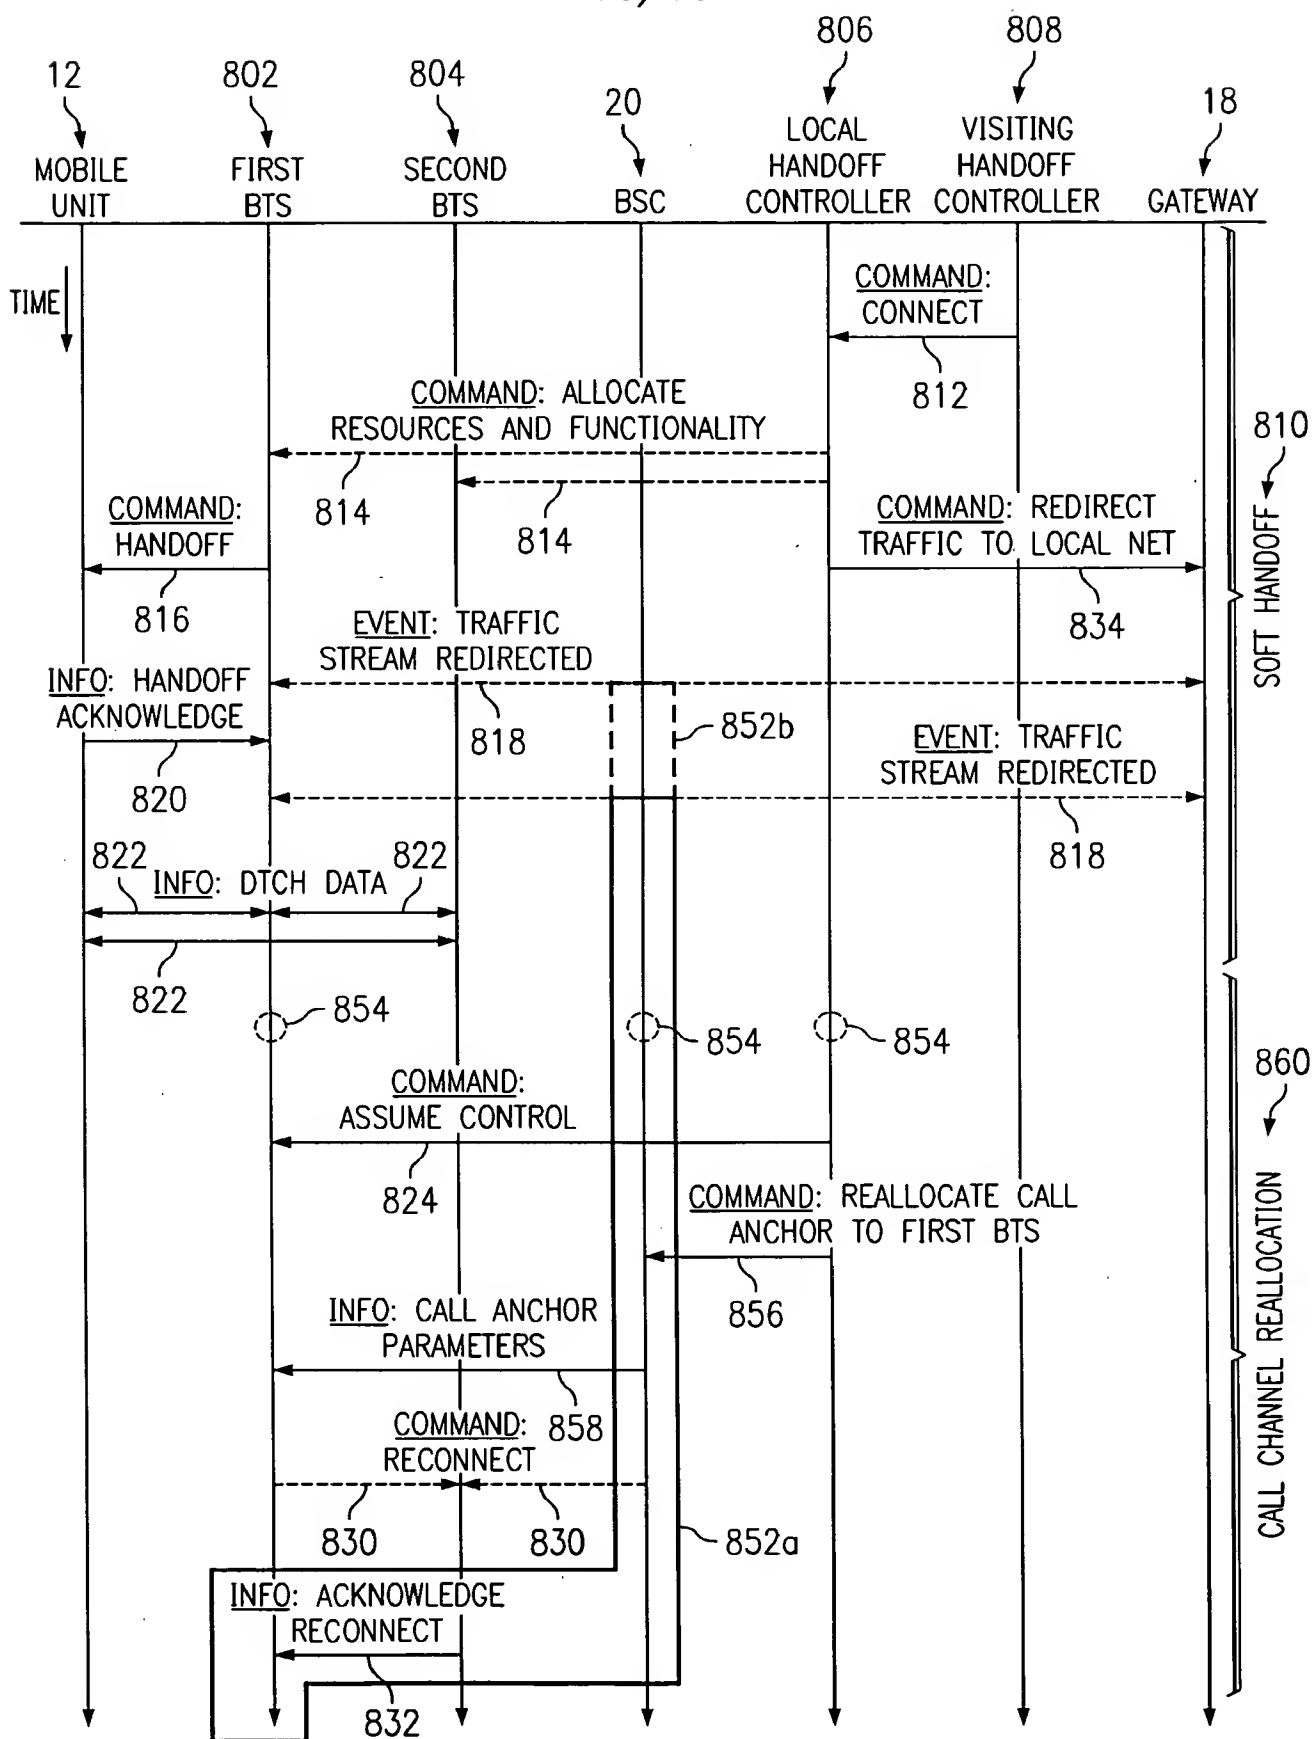 806
808
12
802
804
20
18
MOBILE
UNIT
FIRST
BTS
SECOND
BTS
BSC
LOCAL
HANDOFF
CONTROLLER
VISITING
HANDOFF
CONTROLLER
GATEWAY
TIME
COMMAND:
CONNECT
812
COMMAND: ALLOCATE
RESOURCES AND FUNCTIONALITY
814
814
COMMAND:
HANDOFF
816
COMMAND: REDIRECT
TRAFFIC TO LOCAL NET
834
810
SOFT HANDOFF
EVENT: TRAFFIC
STREAM REDIRECTED
818
INFO: HANDOFF
ACKNOWLEDGE
820
852b
EVENT: TRAFFIC
STREAM REDIRECTED
818
822
INFO: DTCH DATA
822
822
854
854
854
COMMAND:
ASSUME CONTROL
824
860
CALL CHANNEL REALLOCATION
COMMAND: REALLOCATE CALL
ANCHOR TO FIRST BTS
856
INFO: CALL ANCHOR
PARAMETERS
858
COMMAND:
RECONNECT
830
830
852a
INFO: ACKNOWLEDGE
RECONNECT
832